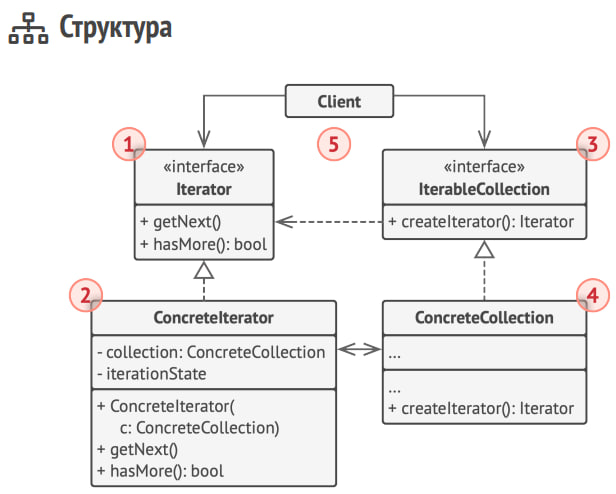 Структура
Client
1
5
3
«interface»
Iterator
+ getNext()
+ hasMore(): bool
«interface»
IterableCollection
+ createIterator(): Iterator
2
4
ConcreteIterator
- collection: ConcreteCollection
- iterationState
+ ConcreteIterator(
c: ConcreteCollection)
+ getNext()
+ hasMore(): bool
ConcreteCollection
...
...
+ createIterator(): Iterator